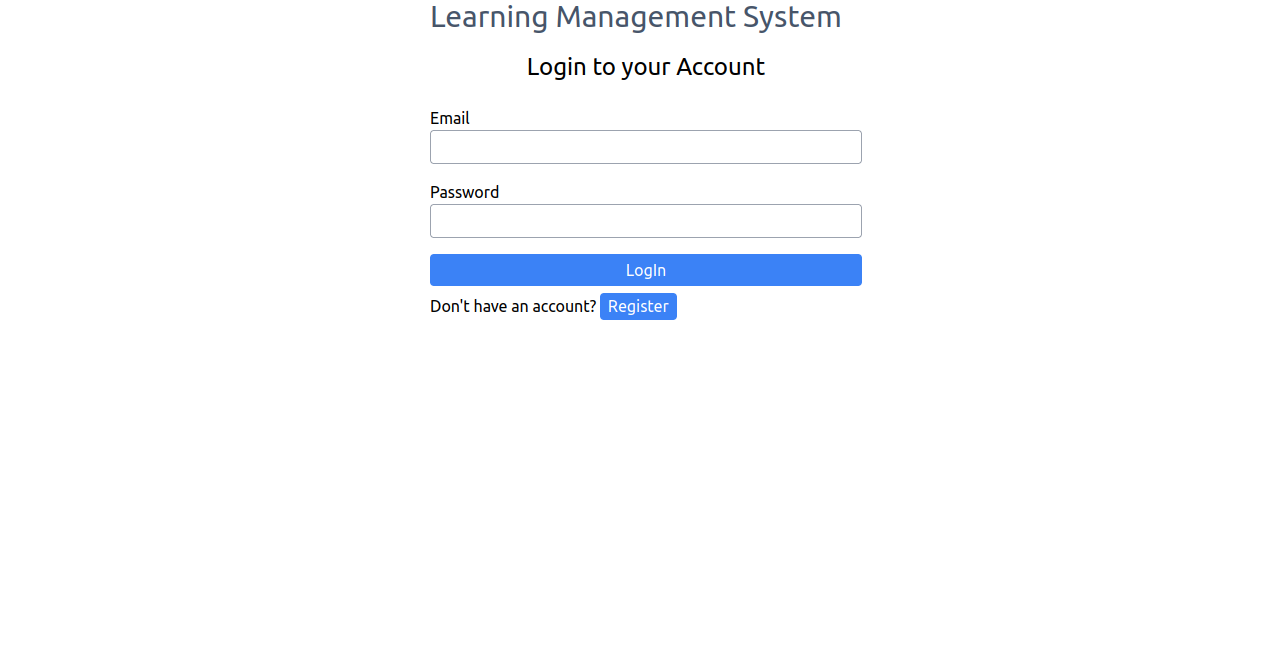 Learning Management System
Login to your Account
Email
Password
LogIn
Don't have an account? Register